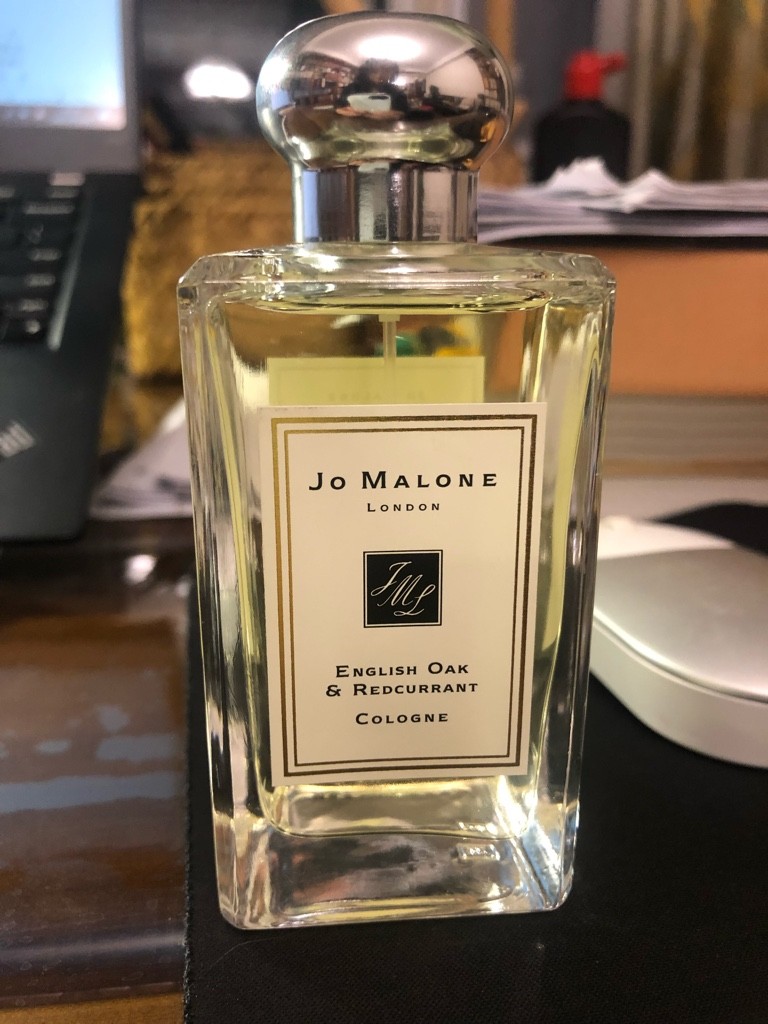 Jo Malone
London
JML
English Oak
& Redcurrant
Cologne